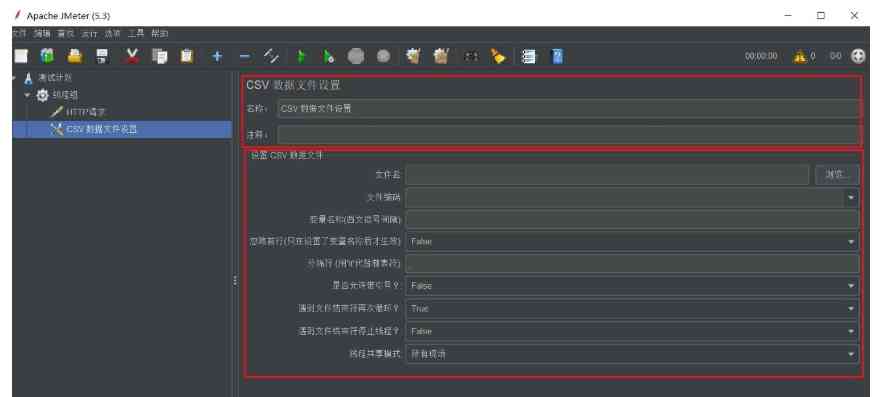 Apache JMeter (5.3)
文件 编辑 查找 运行 选项 工具 帮助
00:00:00 0 0/0
测试计划
线程组
HTTP请求
CSV 数据文件设置
CSV 数据文件设置
名称: CSV 数据文件设置
注释:
设置 CSV 数据文件
文件名:
浏览...
文件编码:
变量名称(西文逗号间隔):
忽略首行(只在设置了变量名称后才生效): False
分隔符 (用'\t'代替制表符): ,
是否允许带引号?: False
遇到文件结束符再次循环?: True
遇到文件结束符停止线程?: False
线程共享模式: 所有现场